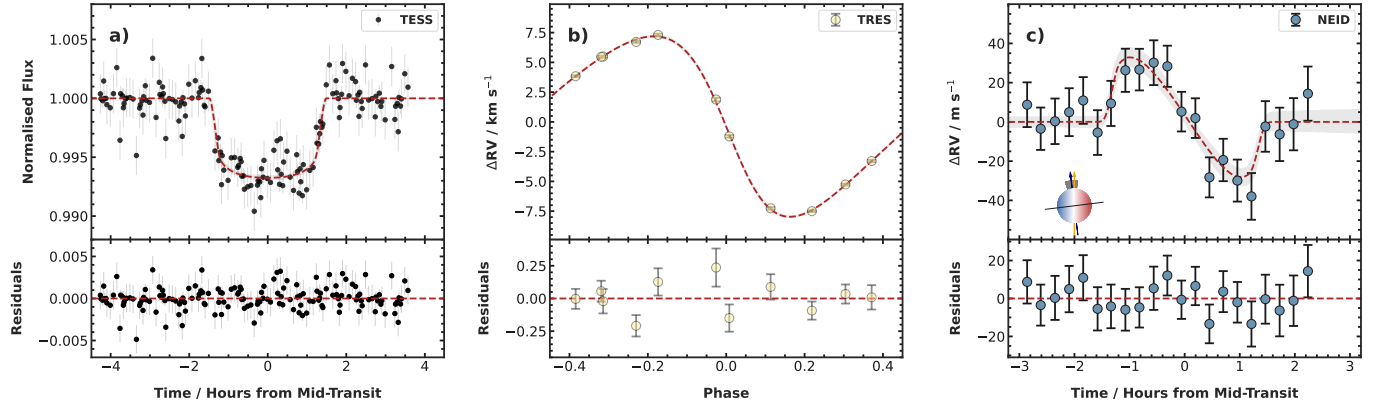 a)
TESS
Normalised Flux
1.005
1.000
0.995
0.990
Residuals
0.005
0.000
−0.005
−4
−2
0
2
4
Time / Hours from Mid-Transit
b)
TRES
ΔRV / km s⁻¹
7.5
5.0
2.5
0.0
−2.5
−5.0
−7.5
Residuals
0.25
0.00
−0.25
−0.4
−0.2
0.0
0.2
0.4
Phase
c)
NEID
ΔRV / m s⁻¹
40
20
0
−20
−40
Residuals
20
0
−20
−3
−2
−1
0
1
2
3
Time / Hours from Mid-Transit